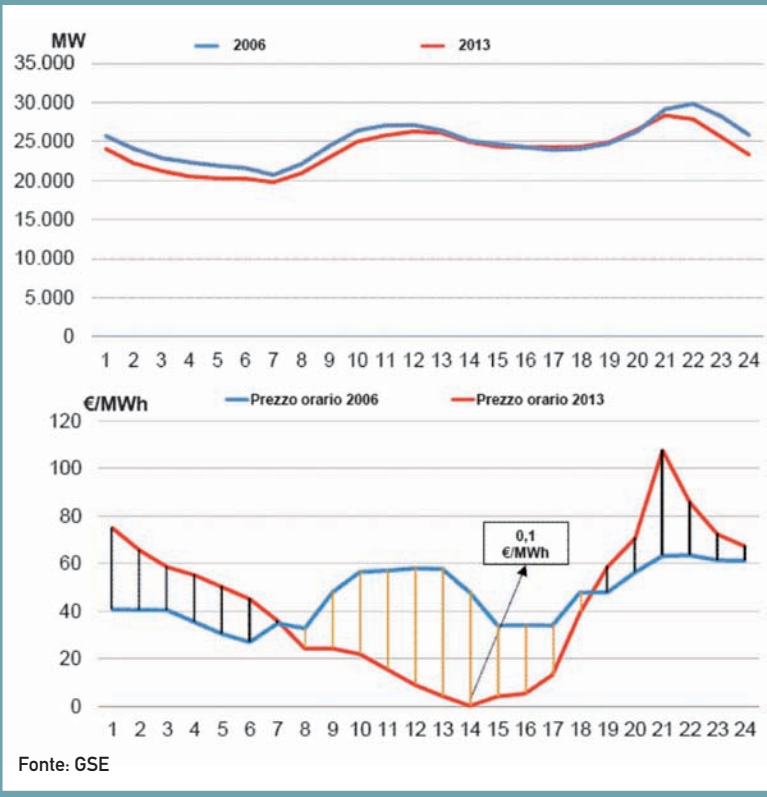 MW
2006 2013
35.000
30.000
25.000
20.000
15.000
10.000
5.000
0
1 2 3 4 5 6 7 8 9 10 11 12 13 14 15 16 17 18 19 20 21 22 23 24
€/MWh
Prezzo orario 2006 Prezzo orario 2013
120
100
80
60
40
20
0
0,1
€/MWh
1 2 3 4 5 6 7 8 9 10 11 12 13 14 15 16 17 18 19 20 21 22 23 24
Fonte: GSE